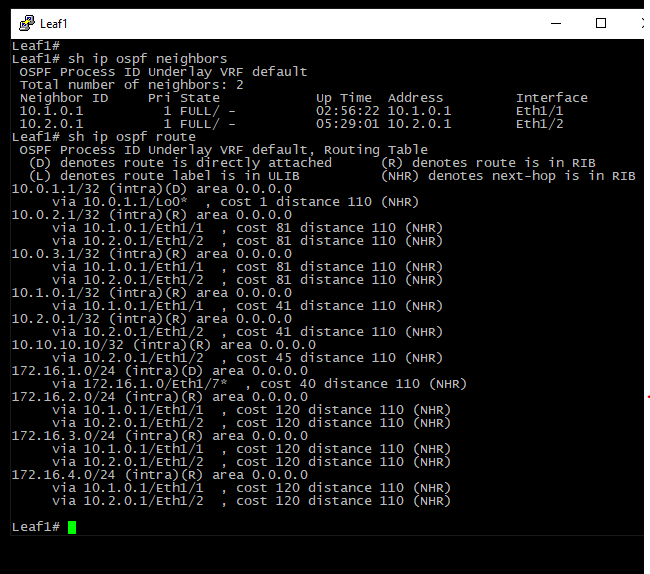 Leaf1
Leaf1#
Leaf1# sh ip ospf neighbors
 OSPF Process ID Underlay VRF default
 Total number of neighbors: 2
 Neighbor ID     Pri State            Up Time  Address         Interface
 10.1.0.1          1 FULL/ -          02:56:22 10.1.0.1        Eth1/1
 10.2.0.1          1 FULL/ -          05:29:01 10.2.0.1        Eth1/2
Leaf1# sh ip ospf route
 OSPF Process ID Underlay VRF default, Routing Table
  (D) denotes route is directly attached      (R) denotes route is in RIB
  (L) denotes route label is in ULIB          (NHR) denotes next-hop is in RIB
10.0.1.1/32 (intra)(D) area 0.0.0.0
     via 10.0.1.1/Lo0*  , cost 1 distance 110 (NHR)
10.0.2.1/32 (intra)(R) area 0.0.0.0
     via 10.1.0.1/Eth1/1  , cost 81 distance 110 (NHR)
     via 10.2.0.1/Eth1/2  , cost 81 distance 110 (NHR)
10.0.3.1/32 (intra)(R) area 0.0.0.0
     via 10.1.0.1/Eth1/1  , cost 81 distance 110 (NHR)
     via 10.2.0.1/Eth1/2  , cost 81 distance 110 (NHR)
10.1.0.1/32 (intra)(R) area 0.0.0.0
     via 10.1.0.1/Eth1/1  , cost 41 distance 110 (NHR)
10.2.0.1/32 (intra)(R) area 0.0.0.0
     via 10.2.0.1/Eth1/2  , cost 41 distance 110 (NHR)
10.10.10.10/32 (intra)(R) area 0.0.0.0
     via 10.2.0.1/Eth1/2  , cost 45 distance 110 (NHR)
172.16.1.0/24 (intra)(D) area 0.0.0.0
     via 172.16.1.0/Eth1/7*  , cost 40 distance 110 (NHR)
172.16.2.0/24 (intra)(R) area 0.0.0.0
     via 10.1.0.1/Eth1/1  , cost 120 distance 110 (NHR)
     via 10.2.0.1/Eth1/2  , cost 120 distance 110 (NHR)
172.16.3.0/24 (intra)(R) area 0.0.0.0
     via 10.1.0.1/Eth1/1  , cost 120 distance 110 (NHR)
     via 10.2.0.1/Eth1/2  , cost 120 distance 110 (NHR)
172.16.4.0/24 (intra)(R) area 0.0.0.0
     via 10.1.0.1/Eth1/1  , cost 120 distance 110 (NHR)
     via 10.2.0.1/Eth1/2  , cost 120 distance 110 (NHR)
Leaf1#